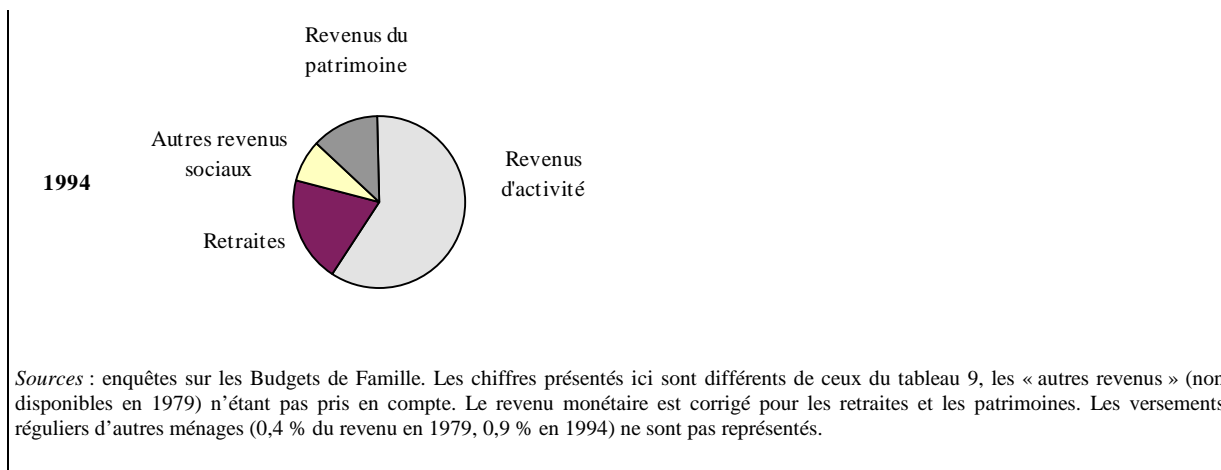 Revenus du
patrimoine
Autres revenus
sociaux
Revenus
d'activité
1994
Retraites
Sources : enquêtes sur les Budgets de Famille. Les chiffres présentés ici sont différents de ceux du tableau 9, les « autres revenus » (non
disponibles en 1979) n’étant pas pris en compte. Le revenu monétaire est corrigé pour les retraites et les patrimoines. Les versements
réguliers d’autres ménages (0,4 % du revenu en 1979, 0,9 % en 1994) ne sont pas représentés.